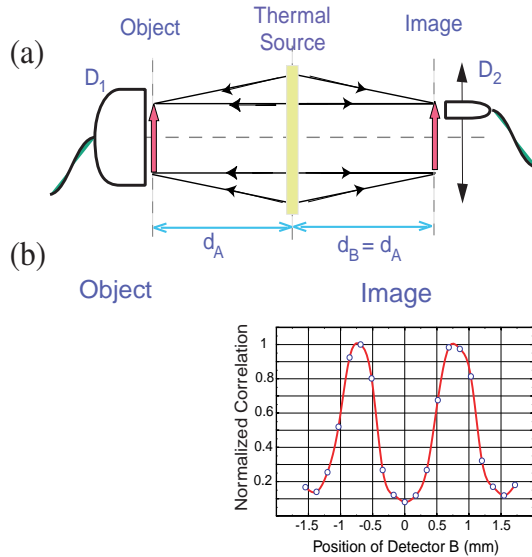 Object
Thermal
Source
Image
(a)
D1
D2
dA
dB = dA
(b)
Object
Image
Normalized Correlation
1
0.8
0.6
0.4
0.2
-1.5 -1 -0.5 0 0.5 1 1.5
Position of Detector B (mm)